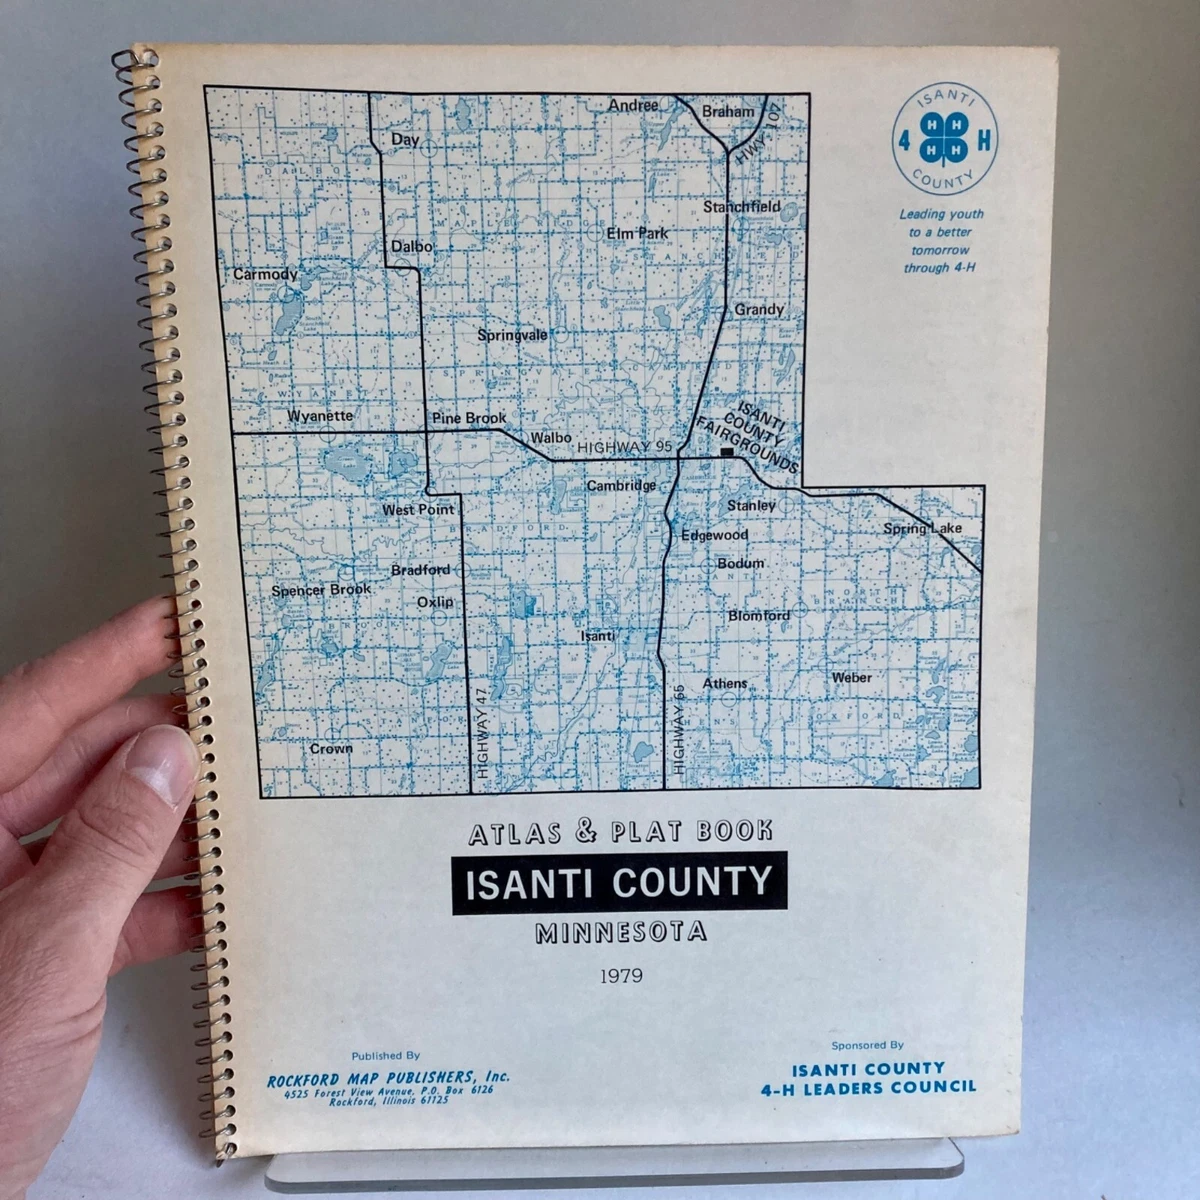 Andree
Braham
HWY. 107
Day
DALBO
Stanchfield
Elm Park
Dalbo
Carmody
Grandy
Springvale
WYANETT
Wyanette
Pine Brook
Walbo
HIGHWAY 95
ISANTI
COUNTY
FAIRGROUNDS
Cambridge
West Point
Stanley
Spring Lake
Edgewood
Bodum
Bradford
Spencer Brook
Oxlip
Blomford
Isanti
Athens
Weber
HIGHWAY 47
HIGHWAY 65
OXFORD
Crown
ISANTI
4 H
H H
H H
COUNTY
Leading youth
to a better
tomorrow
through 4-H
ATLAS & PLAT BOOK
ISANTI COUNTY
MINNESOTA
1979
Published By
ROCKFORD MAP PUBLISHERS, Inc.
4525 Forest View Avenue, P.O. Box 6126
Rockford, Illinois 61125
Sponsored By
ISANTI COUNTY
4-H LEADERS COUNCIL